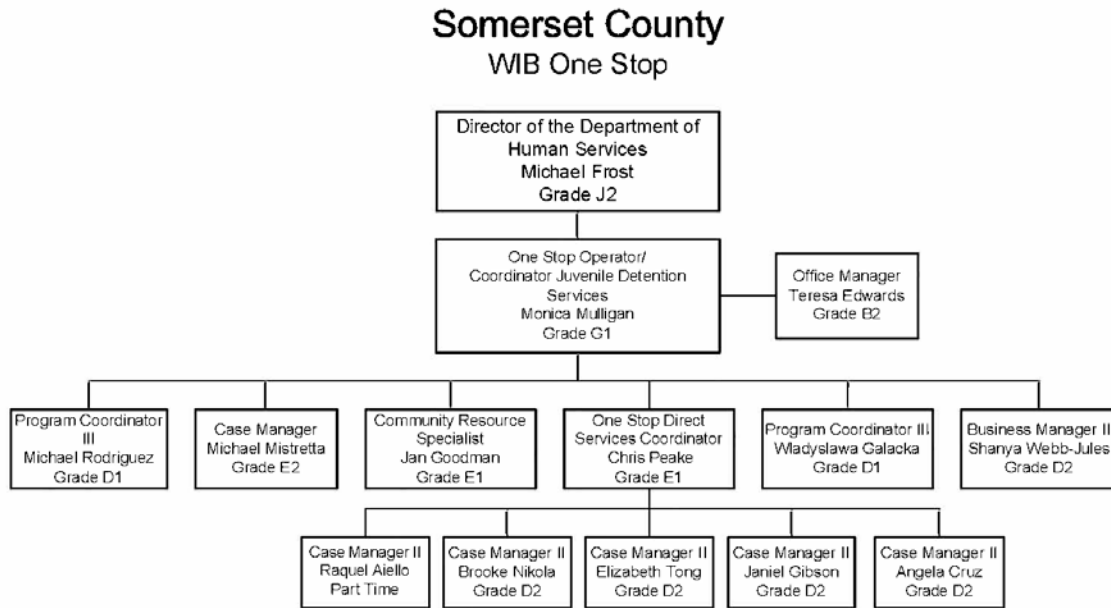 Somerset County
WIB One Stop
Director of the Department of
Human Services
Michael Frost
Grade J2
One Stop Operator/
Coordinator Juvenile Detention
Services
Monica Mulligan
Grade G1
Office Manager
Teresa Edwards
Grade B2
Program Coordinator
III
Michael Rodriguez
Grade D1
Case Manager
Michael Mistretta
Grade E2
Community Resource
Specialist
Jan Goodman
Grade E1
One Stop Direct
Services Coordinator
Chris Peake
Grade E1
Program Coordinator III
Wladyslawa Galacka
Grade D1
Business Manager II
Shanya Webb-Jules
Grade D2
Case Manager II
Raquel Aiello
Part Time
Case Manager II
Brooke Nikola
Grade D2
Case Manager II
Elizabeth Tong
Grade D2
Case Manager II
Janiel Gibson
Grade D2
Case Manager II
Angela Cruz
Grade D2